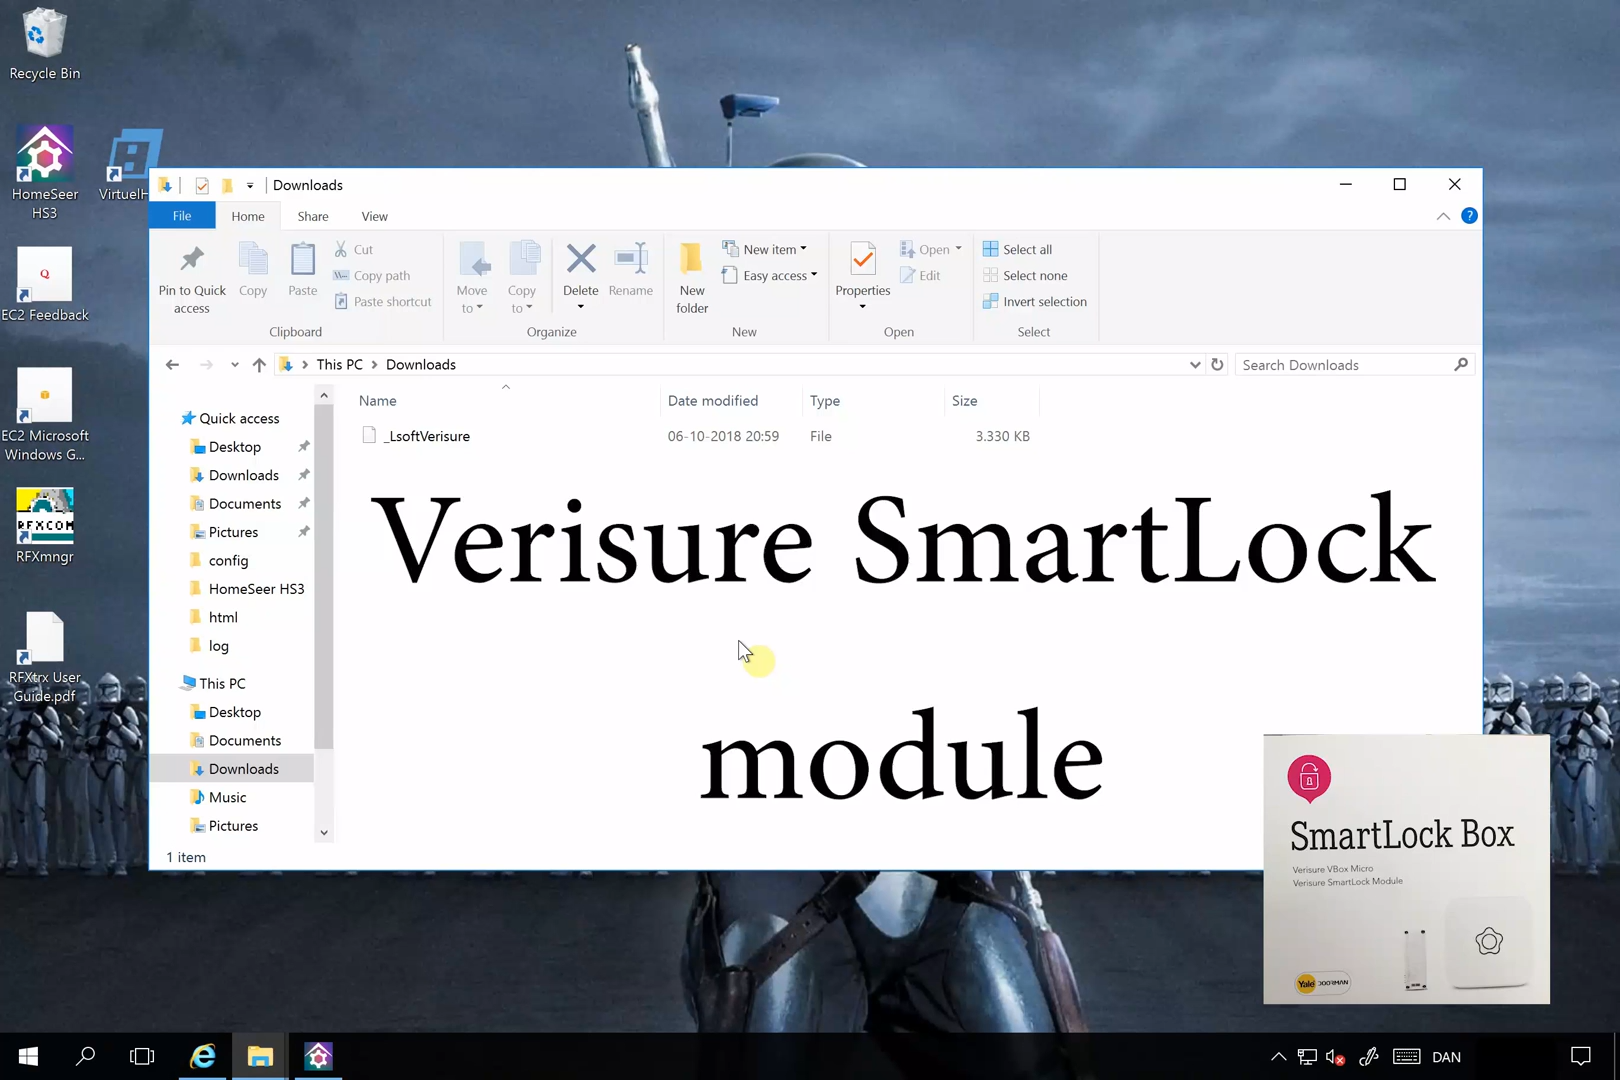 Recycle Bin
HomeSeer
HS3
VirtuelH
EC2 Feedback
EC2 Microsoft
Windows G...
RFXCOM
RFXmngr
RFXtrx User
Guide.pdf
Downloads
File
Home
Share
View
Pin to Quick
access
Copy
Paste
Cut
Copy path
Paste shortcut
Clipboard
Move
to
Copy
to
Delete
Rename
Organize
New
folder
New item
Easy access
New
Properties
Open
Edit
Open
Select all
Select none
Invert selection
Select
This PC
Downloads
Search Downloads
Quick access
Desktop
Downloads
Documents
Pictures
config
HomeSeer HS3
html
log
This PC
Desktop
Documents
Downloads
Music
Pictures
Name
Date modified
Type
Size
_LsoftVerisure
06-10-2018 20:59
File
3.330 KB
Verisure SmartLock
module
1 item
SmartLock Box
Verisure VBox Micro
Verisure SmartLock Module
Yale DOORMAN
DAN